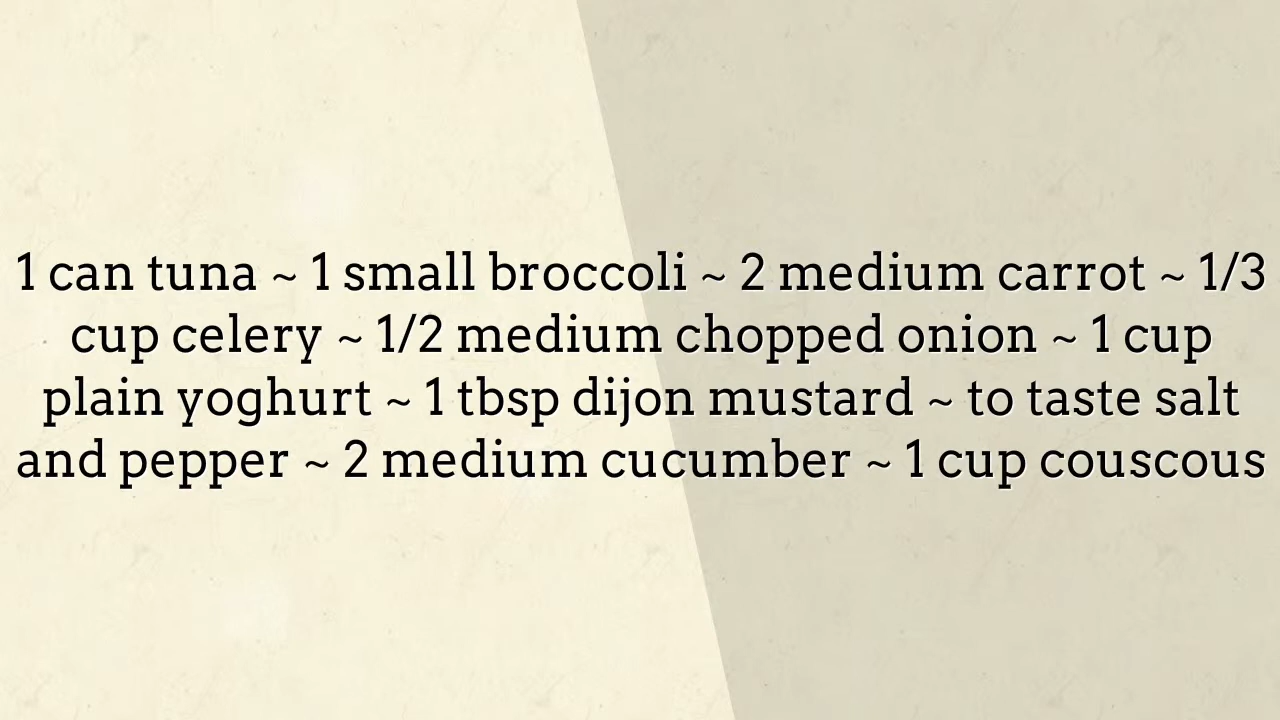 1 can tuna ~ 1 small broccoli ~ 2 medium carrot ~ 1/3
cup celery ~ 1/2 medium chopped onion ~ 1 cup
plain yoghurt ~ 1 tbsp dijon mustard ~ to taste salt
and pepper ~ 2 medium cucumber ~ 1 cup couscous